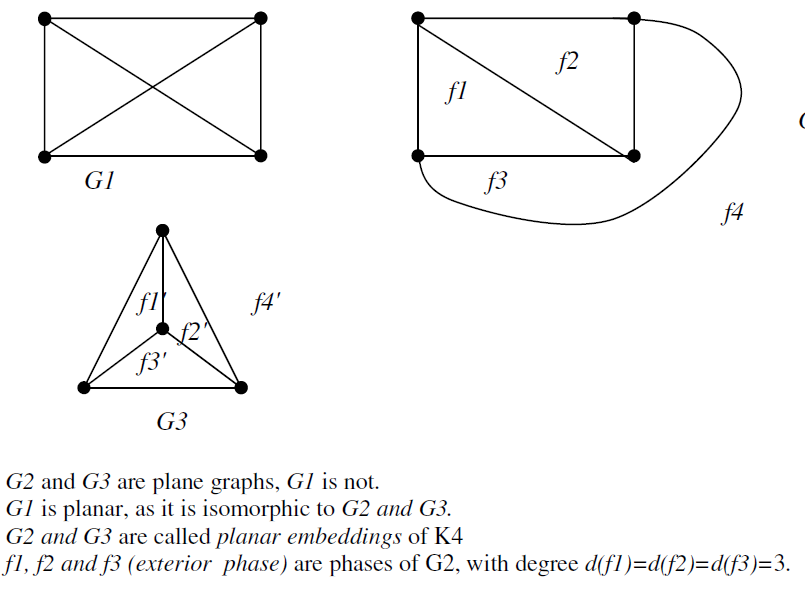 f1
f2
G1
f3
f4
f1'
f2'
f3'
f4'
G3
G2 and G3 are plane graphs, G1 is not.
G1 is planar, as it is isomorphic to G2 and G3.
G2 and G3 are called planar embeddings of K4
f1, f2 and f3 (exterior phase) are phases of G2, with degree d(f1)=d(f2)=d(f3)=3.